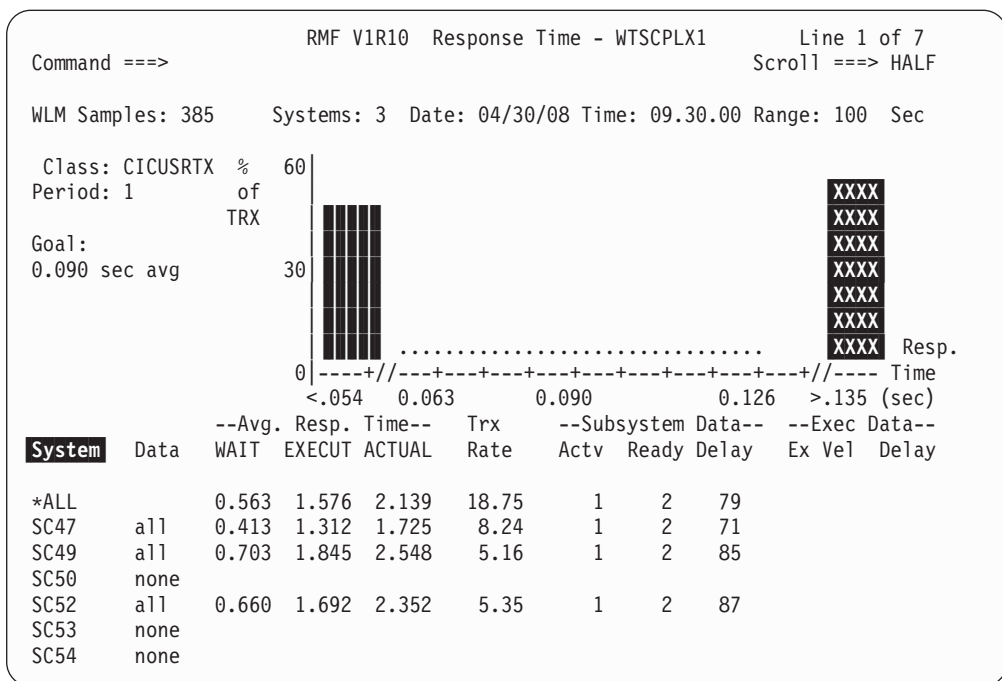 RMF V1R10  Response Time - WTSCPLX1        Line 1 of 7
Command ===>                                                  Scroll ===> HALF
WLM Samples: 385     Systems: 3  Date: 04/30/08 Time: 09.30.00 Range: 100  Sec
Class: CICUSRTX  %   60|
Period: 1        of    |                                             XXXX
                TRX    |                                             XXXX
Goal:                  |                                             XXXX
0.090 sec avg        30|                                             XXXX
                       |                                             XXXX
                       |                                             XXXX
                       |       ................................      XXXX  Resp.
                      0|----+//---+---+---+---+---+---+---+---+//---- Time
                       <.054   0.063       0.090         0.126   >.135 (sec)
                --Avg. Resp. Time--   Trx    --Subsystem Data--  --Exec Data--
System   Data   WAIT  EXECUT ACTUAL   Rate   Actv  Ready Delay   Ex Vel  Delay
*ALL            0.563  1.576  2.139   18.75     1     2    79
SC47     all    0.413  1.312  1.725    8.24     1     2    71
SC49     all    0.703  1.845  2.548    5.16     1     2    85
SC50     none
SC52     all    0.660  1.692  2.352    5.35     1     2    87
SC53     none
SC54     none